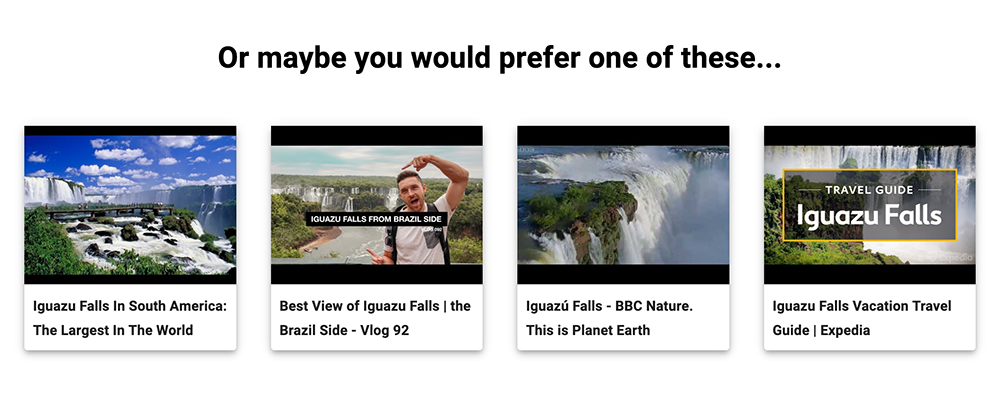 Or maybe you would prefer one of these...
IGUAZU FALLS FROM BRAZIL SIDE
TRAVEL GUIDE
Iguazu Falls
Expedia
Iguazu Falls In South America:
The Largest In The World
Best View of Iguazu Falls | the
Brazil Side - Vlog 92
Iguazú Falls - BBC Nature.
This is Planet Earth
Iguazu Falls Vacation Travel
Guide | Expedia